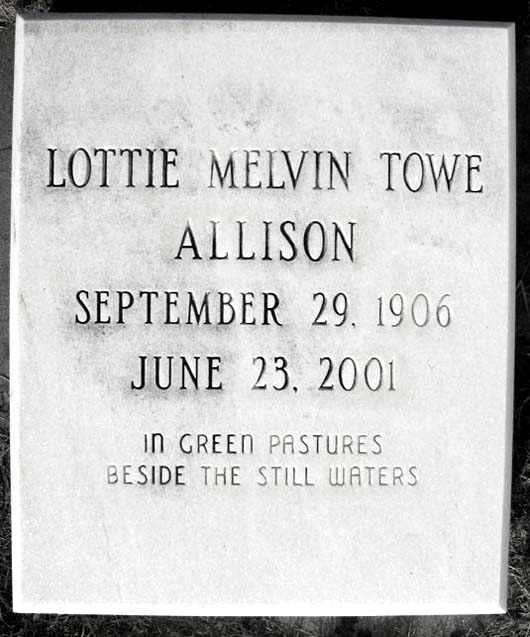 LOTTIE MELVIN TOWE
ALLISON
SEPTEMBER 29, 1906
JUNE 23, 2001
IN GREEN PASTURES
BESIDE THE STILL WATERS